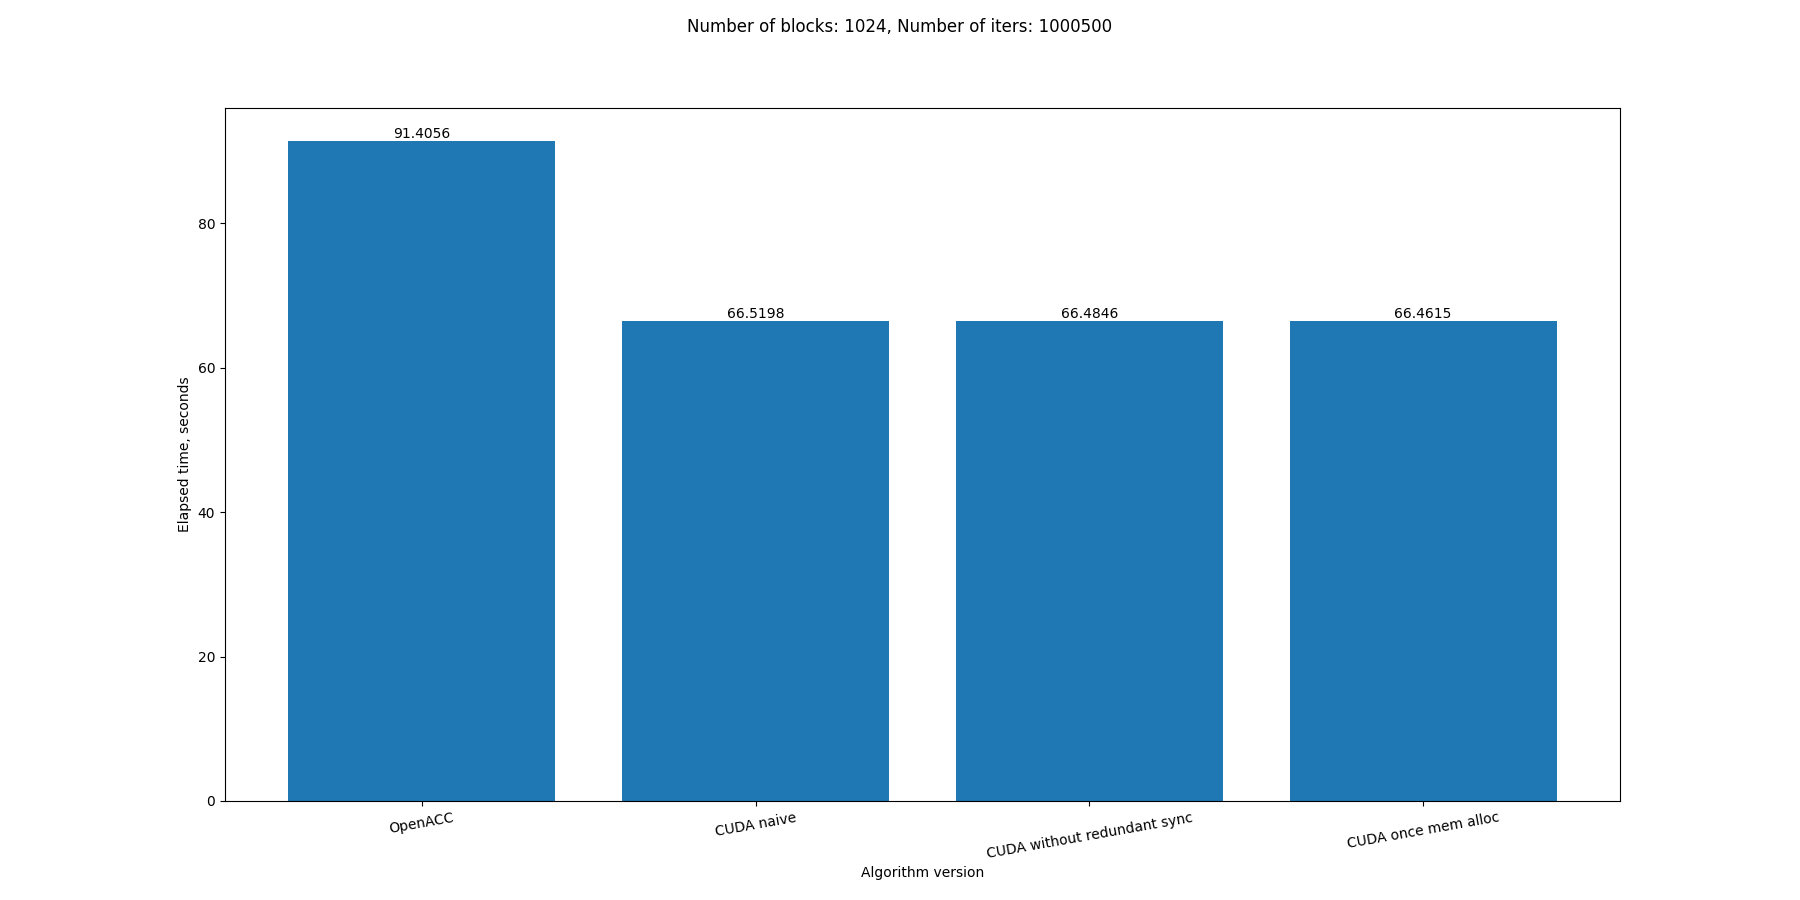 Number of blocks: 1024, Number of iters: 1000500
91.4056
66.5198
66.4846
66.4615
80
60
40
20
0
Elapsed time, seconds
OpenACC
CUDA naive
CUDA without redundant sync
CUDA once mem alloc
Algorithm version